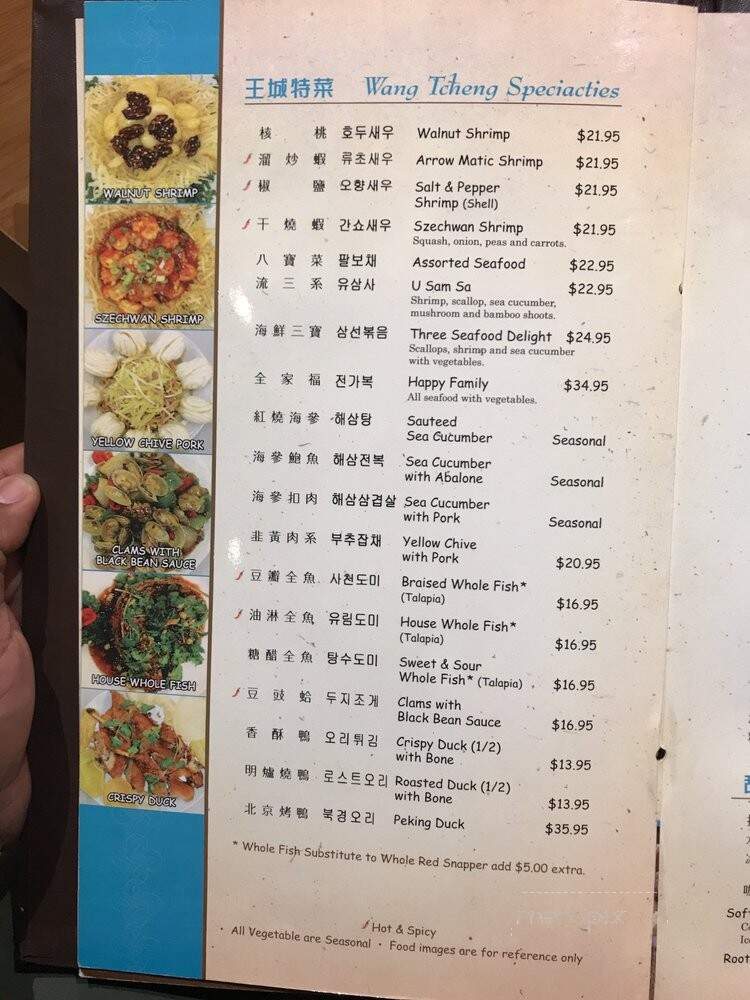 王城特菜 Wang Tcheng Speciacties
核桃 호두새우 Walnut Shrimp $21.95
溜炒蝦 류초새우 Arrow Matic Shrimp $21.95
椒鹽 오향새우 Salt & Pepper $21.95
Shrimp (Shell)
干燒蝦 간쇼새우 Szechwan Shrimp $21.95
Squash, onion, peas and carrots.
八寶菜 팔보채 Assorted Seafood $22.95
流三系 유삼사 U Sam Sa $22.95
Shrimp, scallop, sea cucumber,
mushroom and bamboo shoots.
海鮮三寶 삼선볶음 Three Seafood Delight $24.95
Scallops, shrimp and sea cucumber
with vegetables.
全家福 전가복 Happy Family $34.95
All seafood with vegetables.
紅燒海參 해삼탕 Sauteed
Sea Cucumber Seasonal
海參鮑魚 해삼전복 Sea Cucumber
with Abalone Seasonal
海參扣肉 해삼삼겹살 Sea Cucumber
with Pork Seasonal
韭黃肉系 부추잡채 Yellow Chive
with Pork $20.95
豆瓣全魚 사천도미 Braised Whole Fish*
(Talapia) $16.95
油淋全魚 유림도미 House Whole Fish*
(Talapia) $16.95
糖醋全魚 탕수도미 Sweet & Sour
Whole Fish* (Talapia) $16.95
豆豉蛤 두지조게 Clams with
Black Bean Sauce $16.95
香酥鴨 오리튀김 Crispy Duck (1/2)
with Bone $13.95
明爐燒鴨 로스트오리 Roasted Duck (1/2)
with Bone $13.95
北京烤鴨 북경오리 Peking Duck $35.95
* Whole Fish Substitute to Whole Red Snapper add $5.00 extra.
Hot & Spicy
All Vegetable are Seasonal • Food images are for reference only
WALNUT SHRIMP
SZECHWAN SHRIMP
YELLOW CHIVE PORK
CLAMS WITH
BLACK BEAN SAUCE
HOUSE WHOLE FISH
CRISPY DUCK
Root